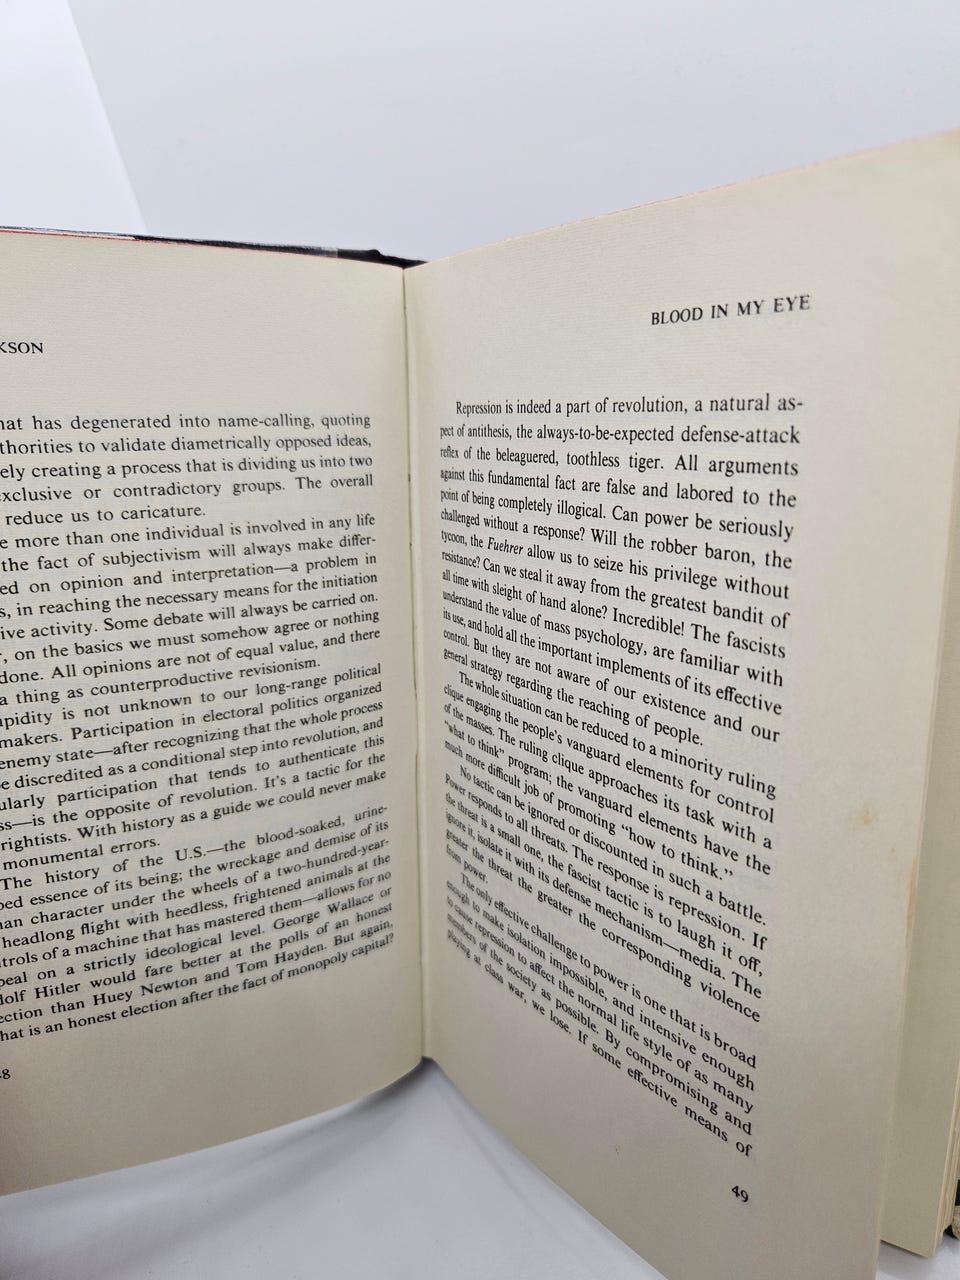 KSON
hat has degenerated into name-calling, quoting
thorities to validate diametrically opposed ideas,
ely creating a process that is dividing us into two
xclusive or contradictory groups. The overall
reduce us to caricature.
e more than one individual is involved in any life
the fact of subjectivism will always make differ-
ed on opinion and interpretation—a problem in
s, in reaching the necessary means for the initiation
ive activity. Some debate will always be carried on.
, on the basics we must somehow agree or nothing
done. All opinions are not of equal value, and there
a thing as counterproductive revisionism.
upidity is not unknown to our long-range political
makers. Participation in electoral politics organized
enemy state—after recognizing that the whole process
e discredited as a conditional step into revolution, and
ularly participation that tends to authenticate this
ss—is the opposite of revolution. It's a tactic for the
rightists. With history as a guide we could never make
monumental errors.
The history of the U.S.—the blood-soaked, urine-
ped essence of its being; the wreckage and demise of its
an character under the wheels of a two-hundred-year-
headlong flight with heedless, frightened animals at the
trols of a machine that has mastered them—allows for no
peal on a strictly ideological level. George Wallace or
dolf Hitler would fare better at the polls of an honest
ection than Huey Newton and Tom Hayden. But again,
hat is an honest election after the fact of monopoly capital?
8
BLOOD IN MY EYE
Repression is indeed a part of revolution, a natural as-
pect of antithesis, the always-to-be-expected defense-attack
reflex of the beleaguered, toothless tiger. All arguments
against this fundamental fact are false and labored to the
point of being completely illogical. Can power be seriously
challenged without a response? Will the robber baron, the
tycoon, the Fuehrer allow us to seize his privilege without
resistance? Can we steal it away from the greatest bandit of
all time with sleight of hand alone? Incredible! The fascists
understand the value of mass psychology, are familiar with
its use, and hold all the important implements of its effective
control. But they are not aware of our existence and our
general strategy regarding the reaching of people.
The whole situation can be reduced to a minority ruling
clique engaging the people's vanguard elements for control
of the masses. The ruling clique approaches its task with a
"what to think" program; the vanguard elements have the
much more difficult job of promoting "how to think."
No tactic can be ignored or discounted in such a battle.
Power responds to all threats. The response is repression. If
the threat is a small one, the fascist tactic is to laugh it off,
ignore it, isolate it with its defense mechanism—media. The
greater the threat the greater the corresponding violence
from power.
The only effective challenge to power is one that is broad
enough to make isolation impossible, and intensive enough
to cause repression to affect the normal life style of as many
members of the society as possible. By compromising and
playing at class war, we lose. If some effective means of
49